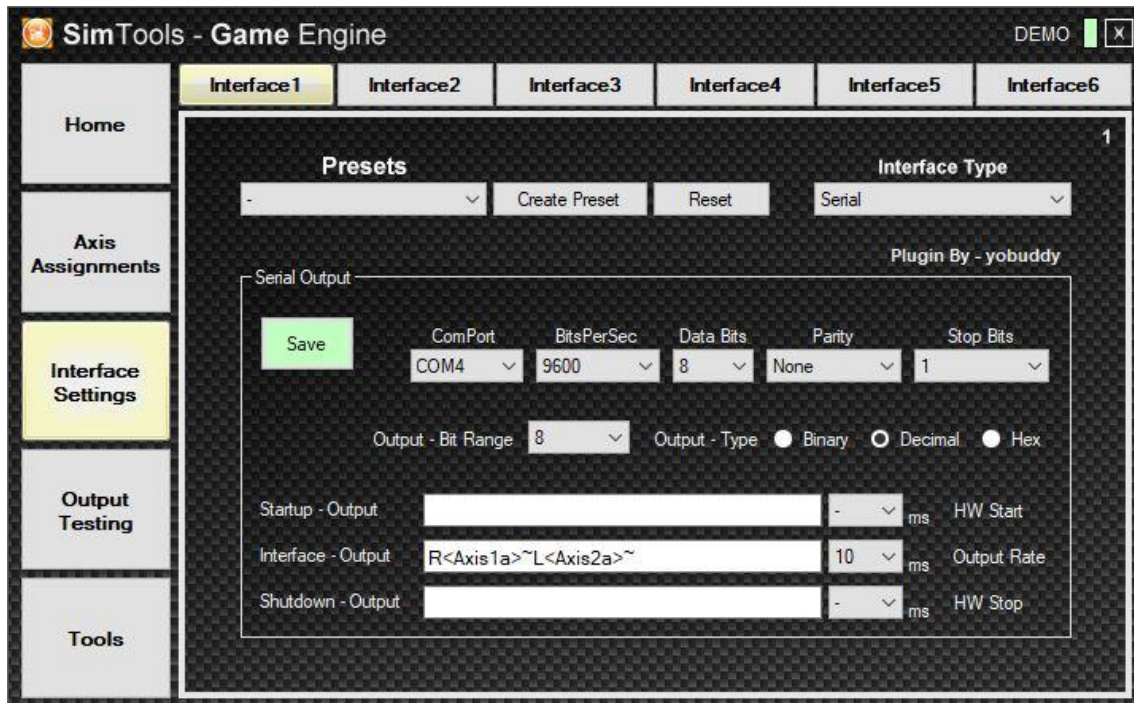 SimTools - Game Engine
DEMO
X
Home
Axis
Assignments
Interface
Settings
Output
Testing
Tools
Interface1 Interface2 Interface3 Interface4 Interface5 Interface6
1
Presets
Interface Type
- Create Preset Reset Serial
Plugin By - yobuddy
Serial Output
Save
ComPort BitsPerSec Data Bits Parity Stop Bits
COM4 9600 8 None 1
Output - Bit Range 8 Output - Type Binary Decimal Hex
Startup - Output - ms HW Start
Interface - Output R<Axis1a>~L<Axis2a>~ 10 ms Output Rate
Shutdown - Output - ms HW Stop